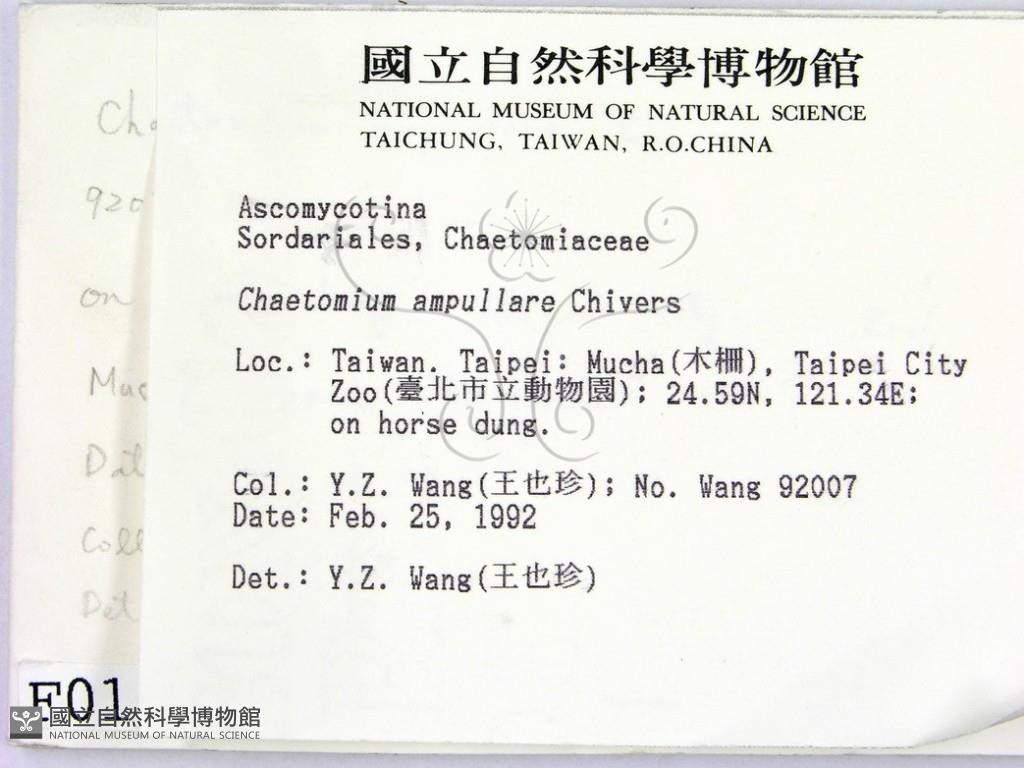 國立自然科學博物館
NATIONAL MUSEUM OF NATURAL SCIENCE
TAICHUNG, TAIWAN, R.O.CHINA
Ascomycotina
Sordariales, Chaetomiaceae
Chaetomium ampullare Chivers
Loc.: Taiwan. Taipei: Mucha(木柵), Taipei City
Zoo(臺北市立動物園); 24.59N, 121.34E;
on horse dung.
Col.: Y.Z. Wang(王也珍); No. Wang 92007
Date: Feb. 25, 1992
Det.: Y.Z. Wang(王也珍)
920
on
F01
國立自然科學博物館
NATIONAL MUSEUM OF NATURAL SCIENCE